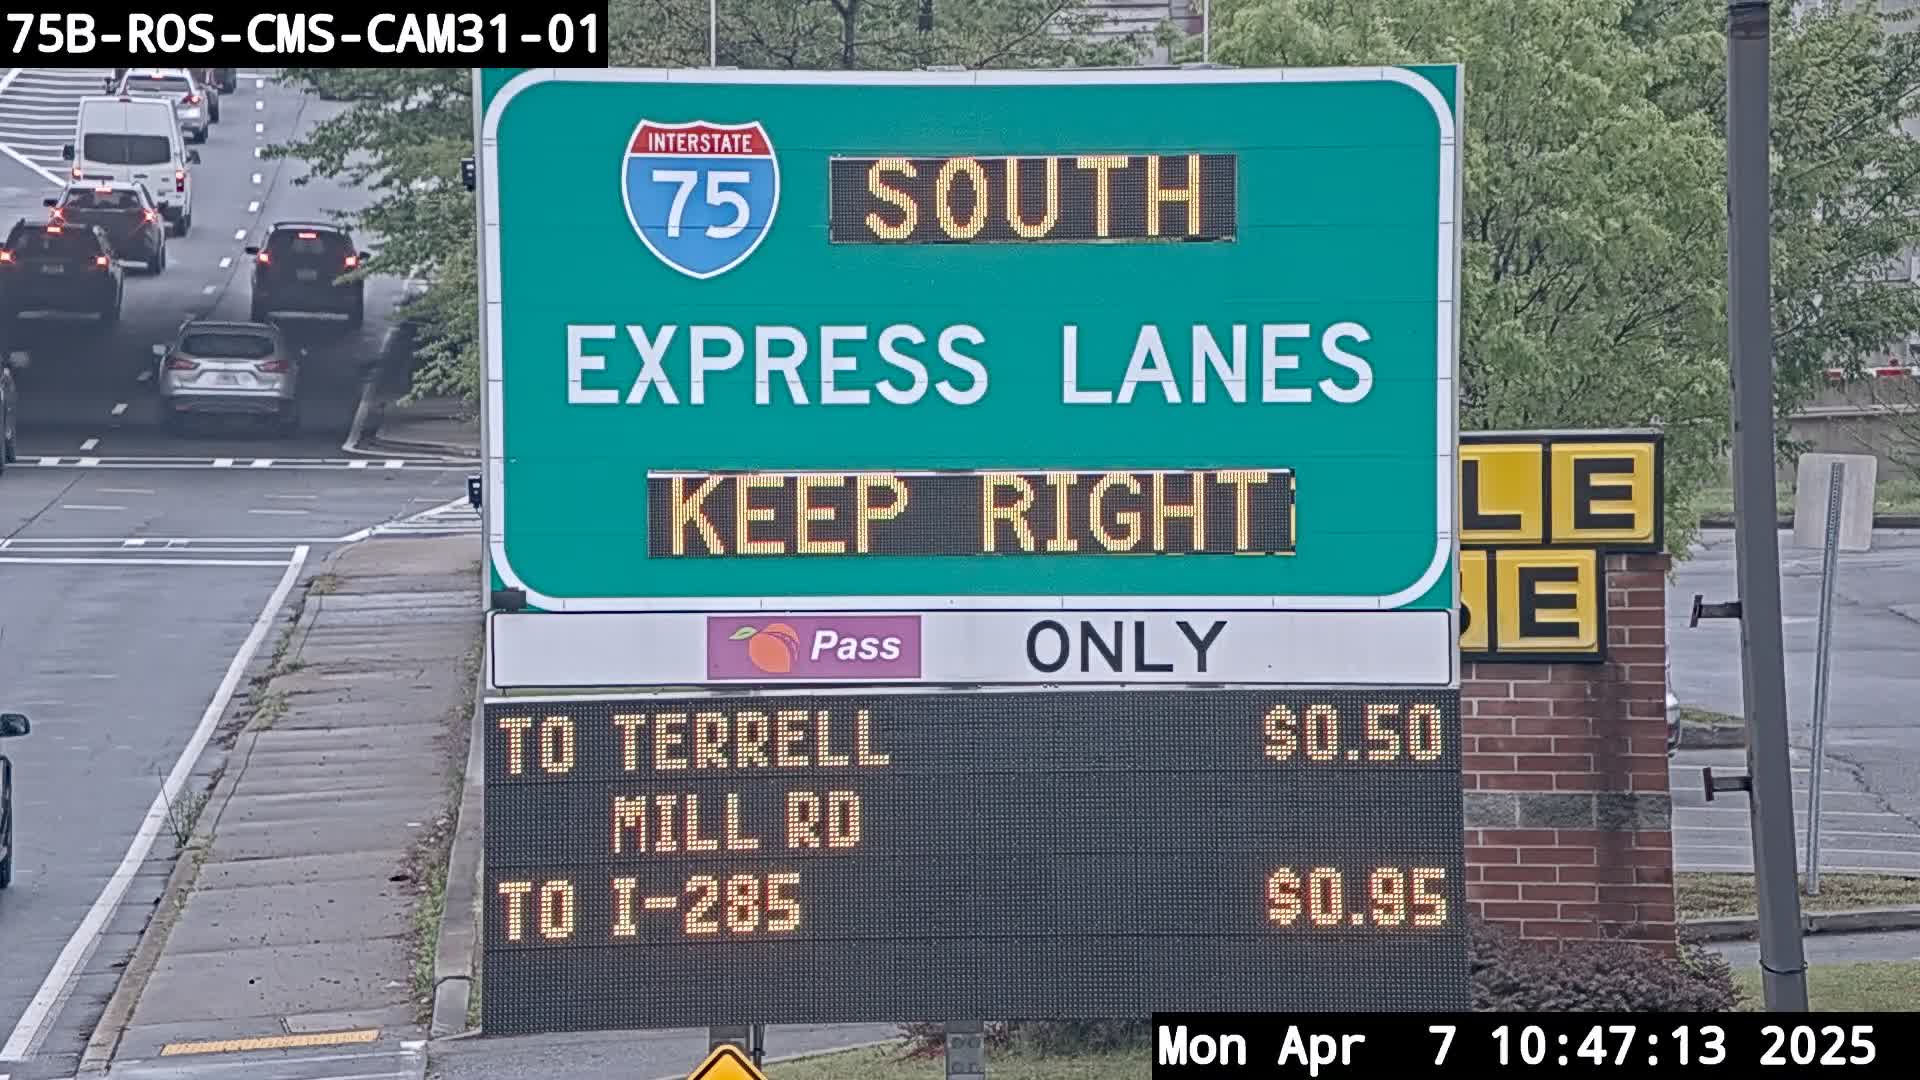 75B-ROS-CMS-CAM31-01
INTERSTATE
75
SOUTH
EXPRESS LANES
KEEP RIGHT
Pass ONLY
TO TERRELL $0.50
MILL RD
TO I-285 $0.95
LE
E
Mon Apr 7 10:47:13 2025